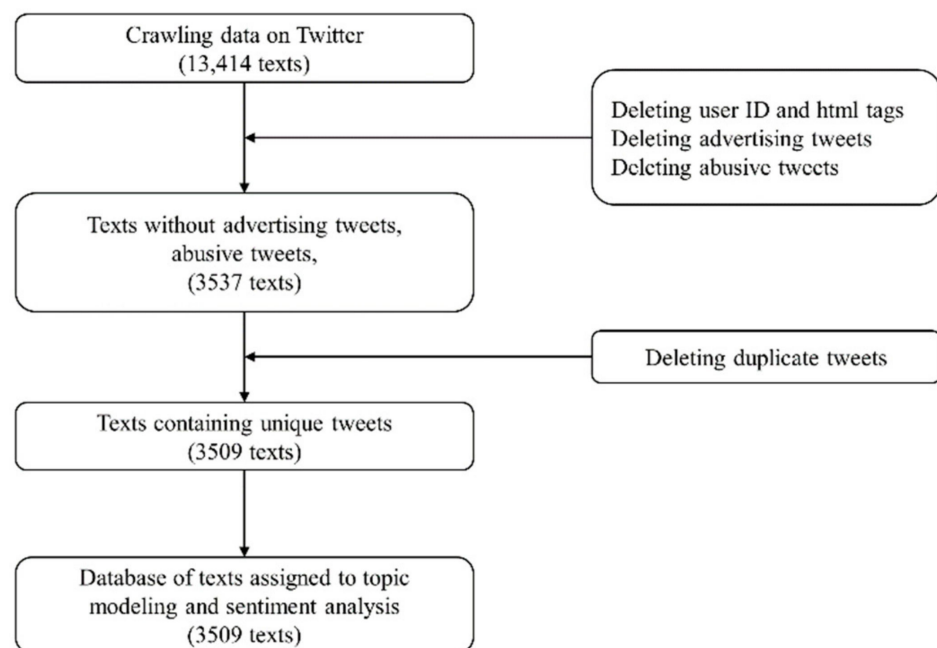 Crawling data on Twitter
(13,414 texts)
Deleting user ID and html tags
Deleting advertising tweets
Deleting abusive tweets
Texts without advertising tweets,
abusive tweets,
(3537 texts)
Deleting duplicate tweets
Texts containing unique tweets
(3509 texts)
Database of texts assigned to topic
modeling and sentiment analysis
(3509 texts)